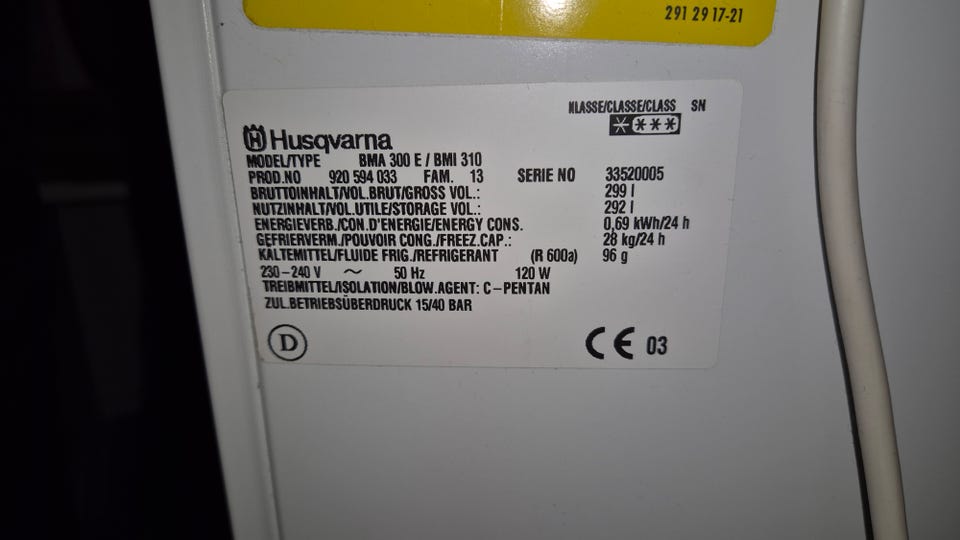 291 29 17-21
KLASSE/CLASSE/CLASS SN
Husqvarna
MODEL/TYPE BMA 300 E / BMI 310
PROD.NO 920 594 033 FAM. 13 SERIE NO 33520005
BRUTTOINHALT/VOL.BRUT/GROSS VOL.: 299 l
NUTZINHALT/VOL.UTILE/STORAGE VOL.: 292 l
ENERGIEVERB./CON.D'ENERGIE/ENERGY CONS. 0,69 kWh/24 h
GEFRIERVERM./POUVOIR CONG./FREEZ.CAP.: 28 kg/24 h
KÄLTEMITTEL/FLUIDE FRIG./REFRIGERANT (R 600a) 96 g
230-240 V ~ 50 Hz 120 W
TREIBMITTEL/ISOLATION/BLOW.AGENT: C-PENTAN
ZUL.BETRIEBSÜBERDRUCK 15/40 BAR
D CE 03